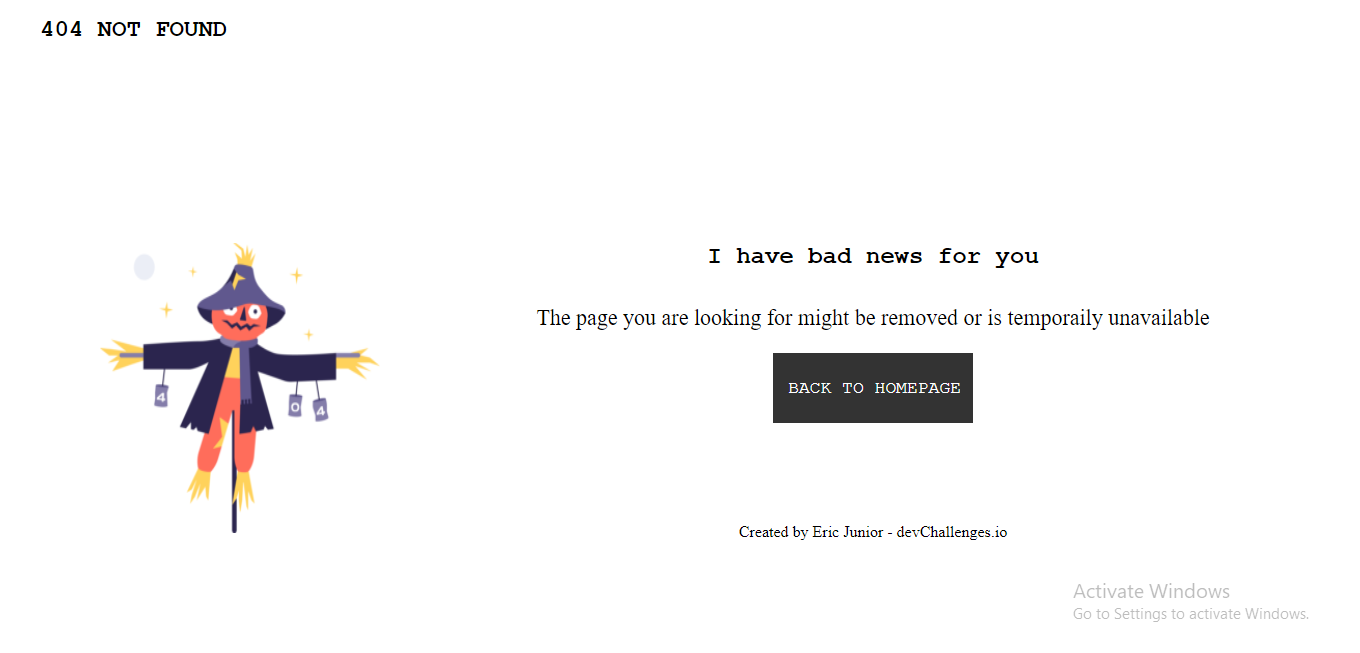 404 NOT FOUND
I have bad news for you
The page you are looking for might be removed or is temporaily unavailable
4
0
4
BACK TO HOMEPAGE
Created by Eric Junior - devChallenges.io
Activate Windows
Go to Settings to activate Windows.